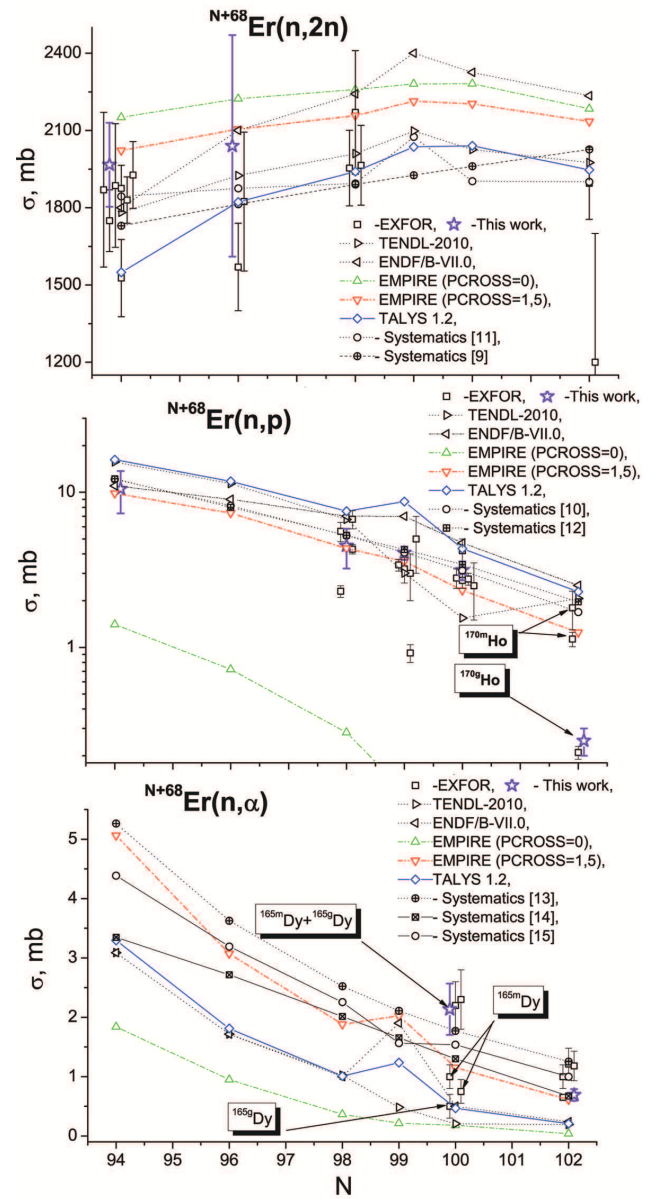 N+68Er(n,2n)
2400
2100
1800
1500
1200
σ, mb
-EXFOR, -This work,
-TENDL-2010,
ENDF/B-VII.0,
EMPIRE (PCROSS=0),
EMPIRE (PCROSS=1,5),
TALYS 1.2,
- Systematics [11],
- Systematics [9]
N+68Er(n,p)
10
1
σ, mb
-EXFOR, -This work,
TENDL-2010,
ENDF/B-VII.0,
EMPIRE (PCROSS=0),
EMPIRE (PCROSS=1,5),
TALYS 1.2,
- Systematics [10]
- Systematics [12]
170mHo
170gHo
N+68Er(n,α)
5
4
3
2
1
0
σ, mb
-EXFOR, - This work,
TENDL-2010,
ENDF/B-VII.0,
EMPIRE (PCROSS=0),
EMPIRE (PCROSS=1,5),
TALYS 1.2,
- Systematics [13],
- Systematics [14],
- Systematics [15]
165mDy+165gDy
165mDy
165gDy
94 95 96 97 98 99 100 101 102
N